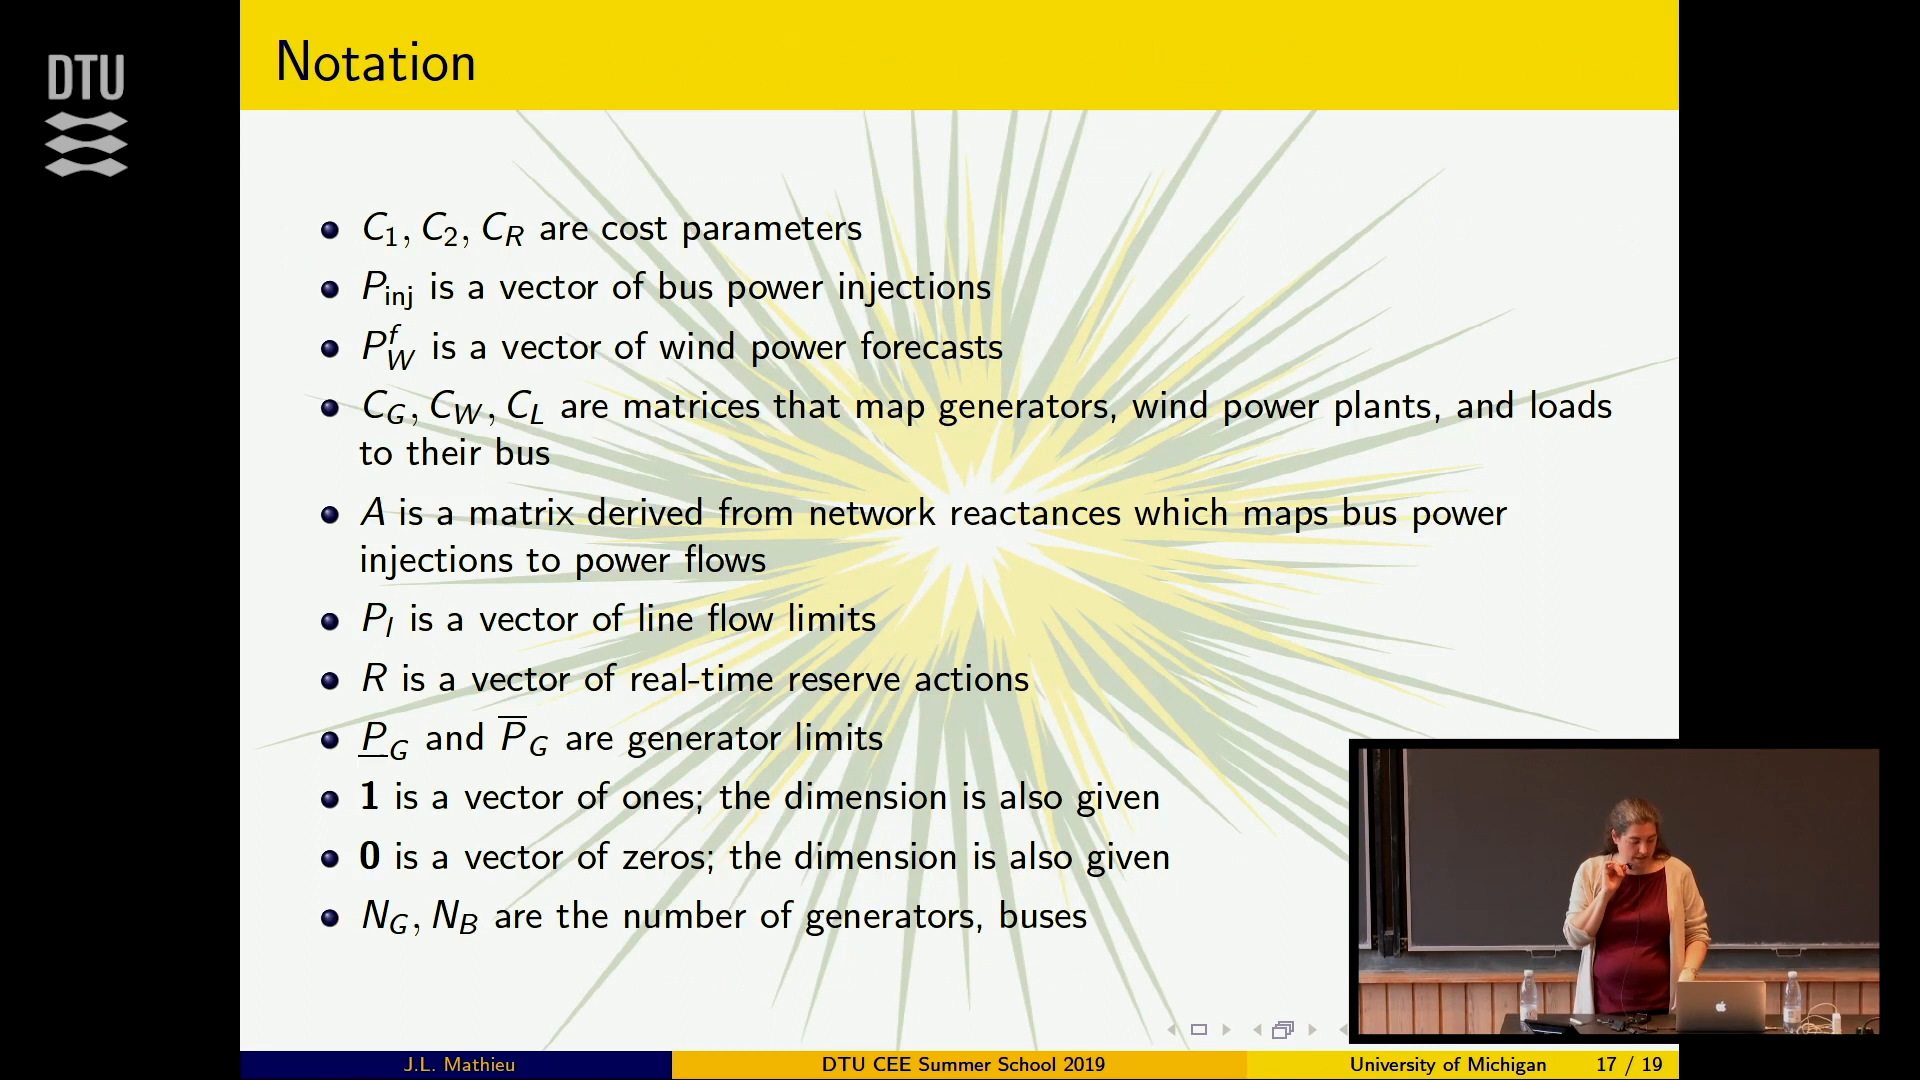 DTU
Notation
C₁, C₂, C_R are cost parameters
P_inj is a vector of bus power injections
P_W^f is a vector of wind power forecasts
C_G, C_W, C_L are matrices that map generators, wind power plants, and loads
to their bus
A is a matrix derived from network reactances which maps bus power
injections to power flows
P_l is a vector of line flow limits
R is a vector of real-time reserve actions
P̲_G and P̅_G are generator limits
1 is a vector of ones; the dimension is also given
0 is a vector of zeros; the dimension is also given
N_G, N_B are the number of generators, buses
J.L. Mathieu
DTU CEE Summer School 2019
University of Michigan
17 / 19